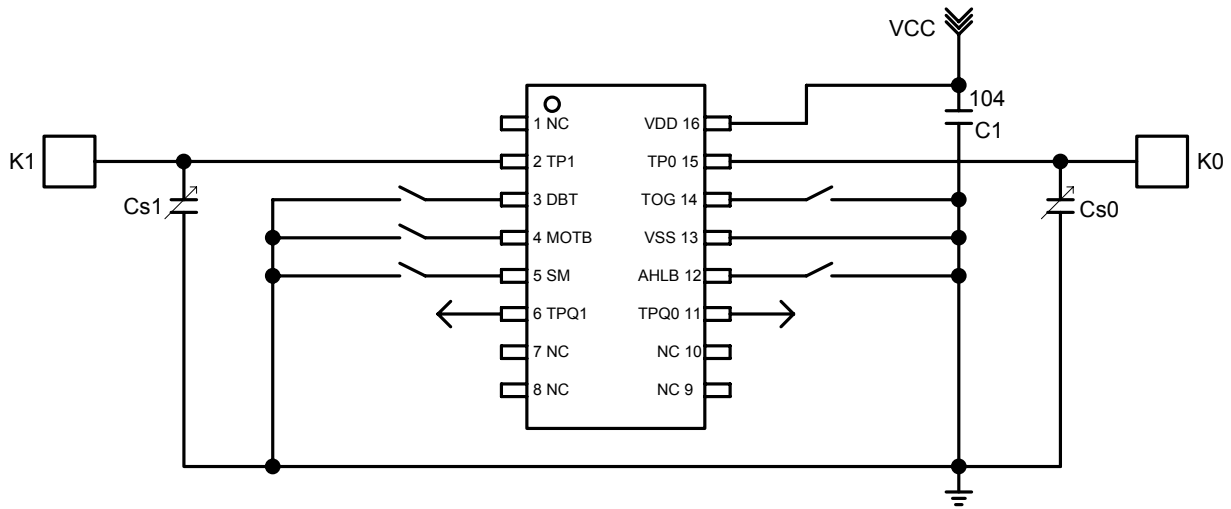 VCC
104
C1
1 NC
VDD 16
K1
2 TP1
TP0 15
K0
Cs1
3 DBT
TOG 14
Cs0
4 MOTB
VSS 13
5 SM
AHLB 12
6 TPQ1
TPQ0 11
7 NC
NC 10
8 NC
NC 9